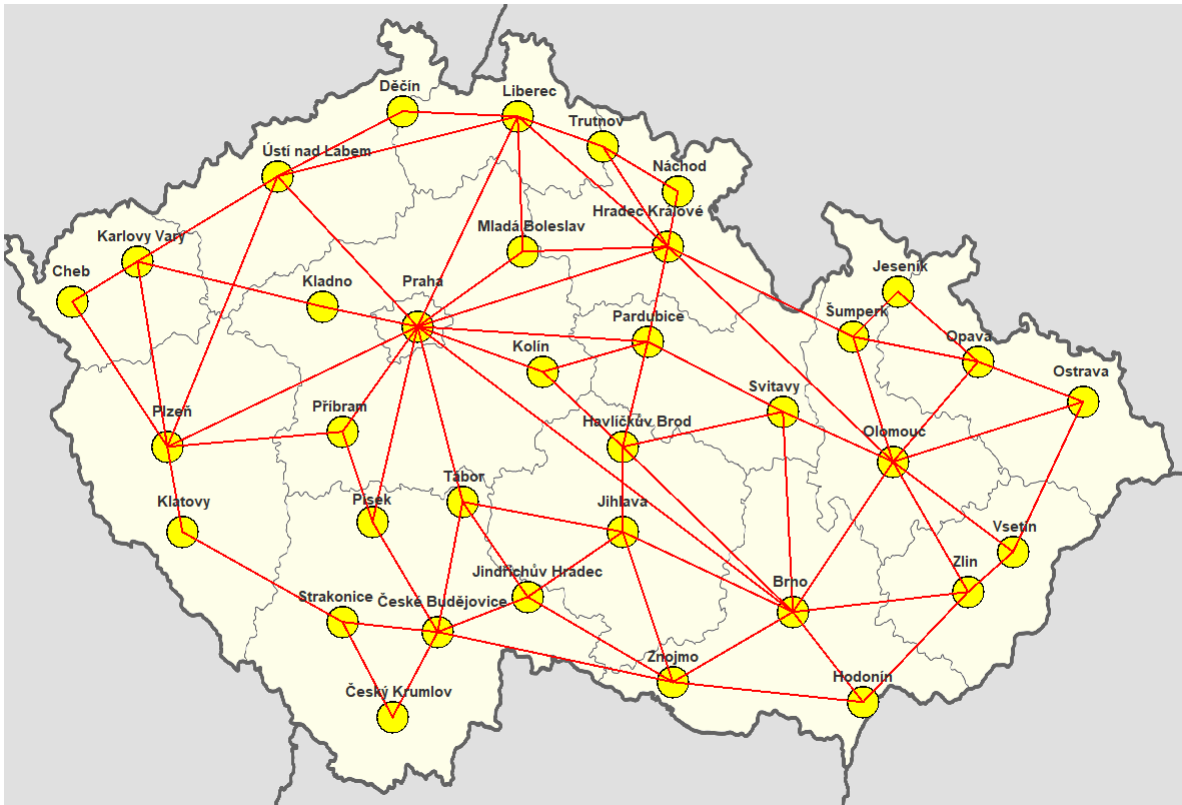 Děčín
Liberec
Trutnov
Ústí nad Labem
Náchod
Hradec Králové
Mladá Boleslav
Karlovy Vary
Cheb
Kladno
Praha
Jeseník
Šumperk
Pardubice
Opava
Kolín
Ostrava
Svitavy
Plzeň
Příbram
Havlíčkův Brod
Olomouc
Tábor
Klatovy
Písek
Jihlava
Vsetín
Zlín
Jindřichův Hradec
Brno
Strakonice
České Budějovice
Znojmo
Hodonín
Český Krumlov